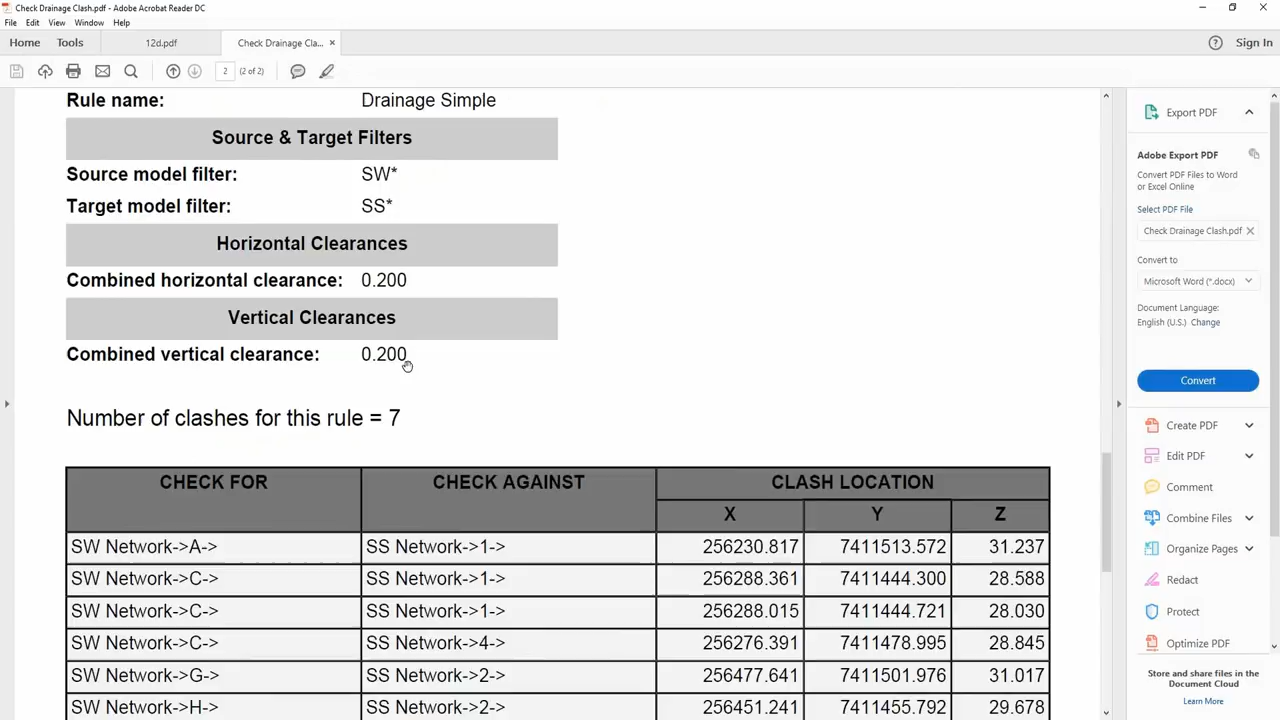 Check Drainage Clash.pdf - Adobe Acrobat Reader DC
File Edit View Window Help
Home Tools 12d.pdf Check Drainage Cla... × Sign In
2 (2 of 2)
Rule name: Drainage Simple
Source & Target Filters
Source model filter: SW*
Target model filter: SS*
Horizontal Clearances
Combined horizontal clearance: 0.200
Vertical Clearances
Combined vertical clearance: 0.200
Number of clashes for this rule = 7
CHECK FOR CHECK AGAINST CLASH LOCATION
X Y Z
SW Network->A-> SS Network->1-> 256230.817 7411513.572 31.237
SW Network->C-> SS Network->1-> 256288.361 7411444.300 28.588
SW Network->C-> SS Network->1-> 256288.015 7411444.721 28.030
SW Network->C-> SS Network->4-> 256276.391 7411478.995 28.845
SW Network->G-> SS Network->2-> 256477.641 7411501.976 31.017
SW Network->H-> SS Network->2-> 256451.241 7411455.792 29.678
Export PDF
Adobe Export PDF
Convert PDF Files to Word
or Excel Online
Select PDF File
Check Drainage Clash.pdf ×
Convert to
Microsoft Word (*.docx)
Document Language:
English (U.S.) Change
Convert
Create PDF
Edit PDF
Comment
Combine Files
Organize Pages
Redact
Protect
Optimize PDF
Store and share files in the
Document Cloud
Learn More